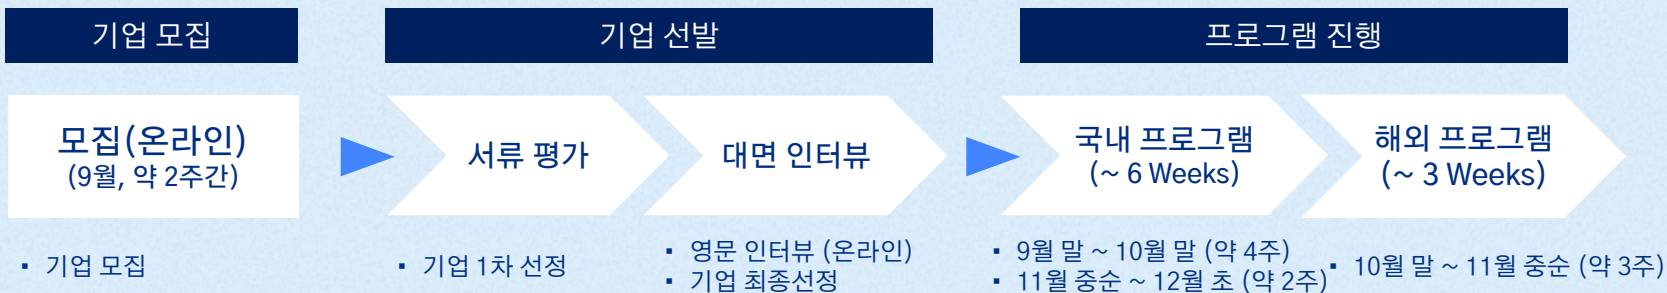 기업 모집
기업 선발
프로그램 진행
모집(온라인)
(9월, 약 2주간)
서류 평가
대면 인터뷰
국내 프로그램
(~ 6 Weeks)
해외 프로그램
(~ 3 Weeks)
▪ 기업 모집
▪ 기업 1차 선정
▪ 영문 인터뷰 (온라인)
▪ 기업 최종선정
▪ 9월 말 ~ 10월 말 (약 4주)
▪ 11월 중순 ~ 12월 초 (약 2주)
▪ 10월 말 ~ 11월 중순 (약 3주)